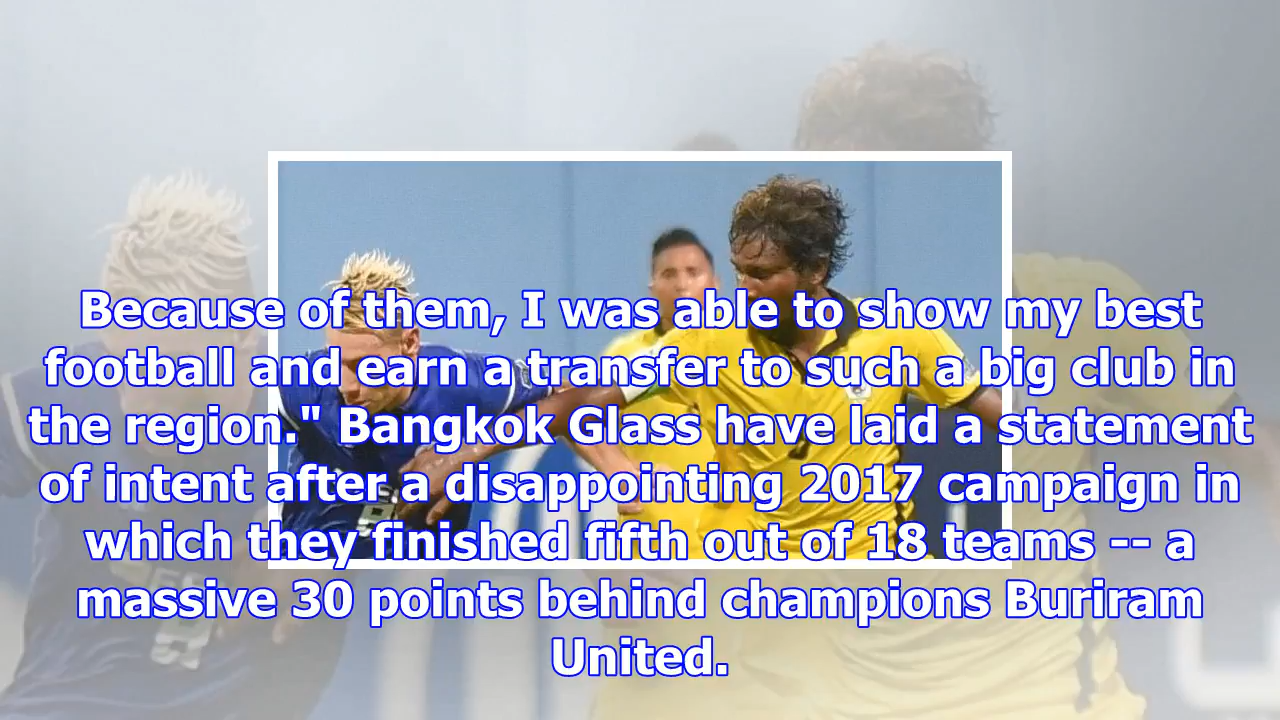 Because of them, I was able to show my best
football and earn a transfer to such a big club in
the region." Bangkok Glass have laid a statement
of intent after a disappointing 2017 campaign in
which they finished fifth out of 18 teams -- a
massive 30 points behind champions Buriram
United.